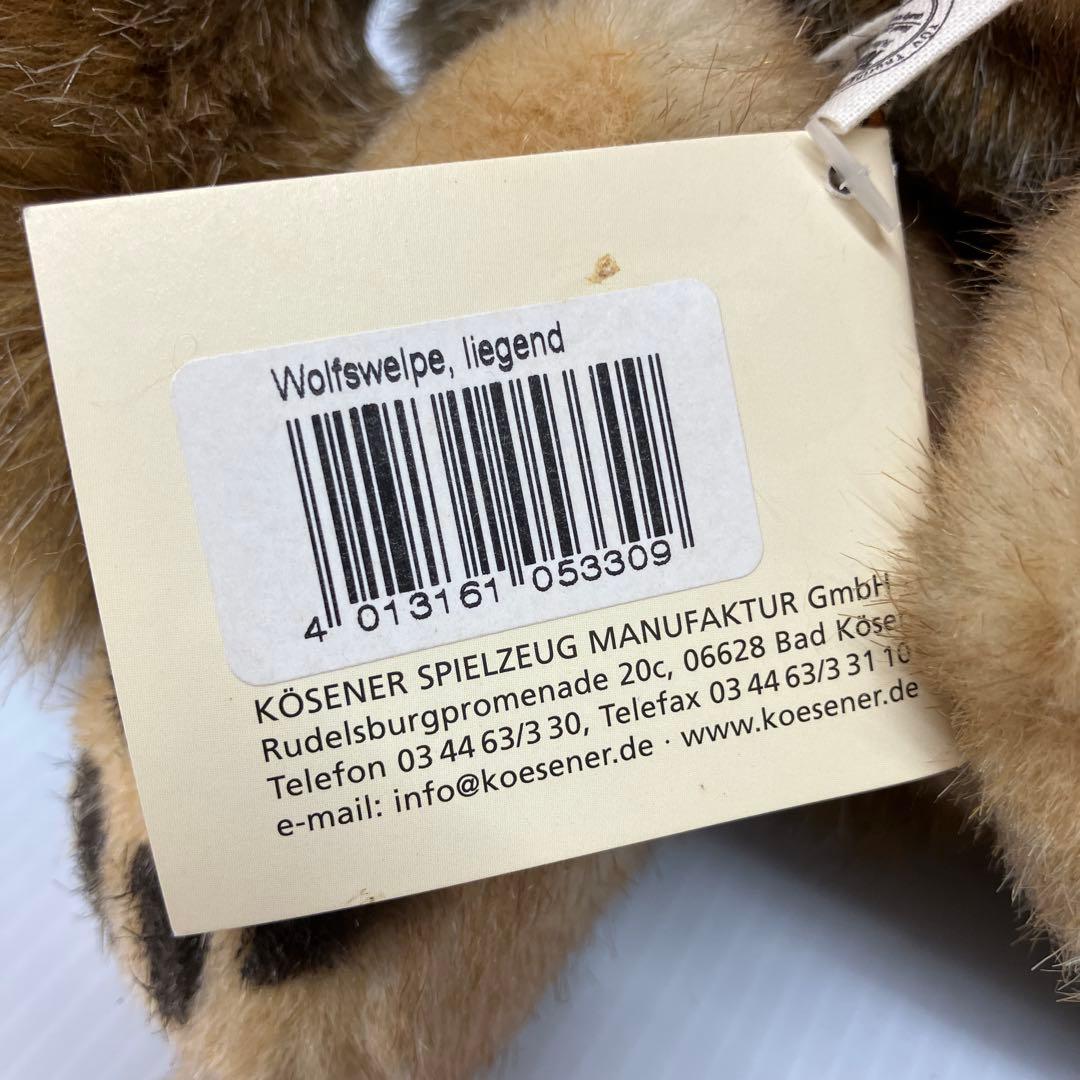 Wolfswelpe, liegend
4 013161 053309
KÖSENER SPIELZEUG MANUFAKTUR GmbH
Rudelsburgpromenade 20c, 06628 Bad Köse
Telefon 03 44 63/3 30, Telefax 03 44 63/3 31 10
e-mail: info@koesener.de · www.koesener.de